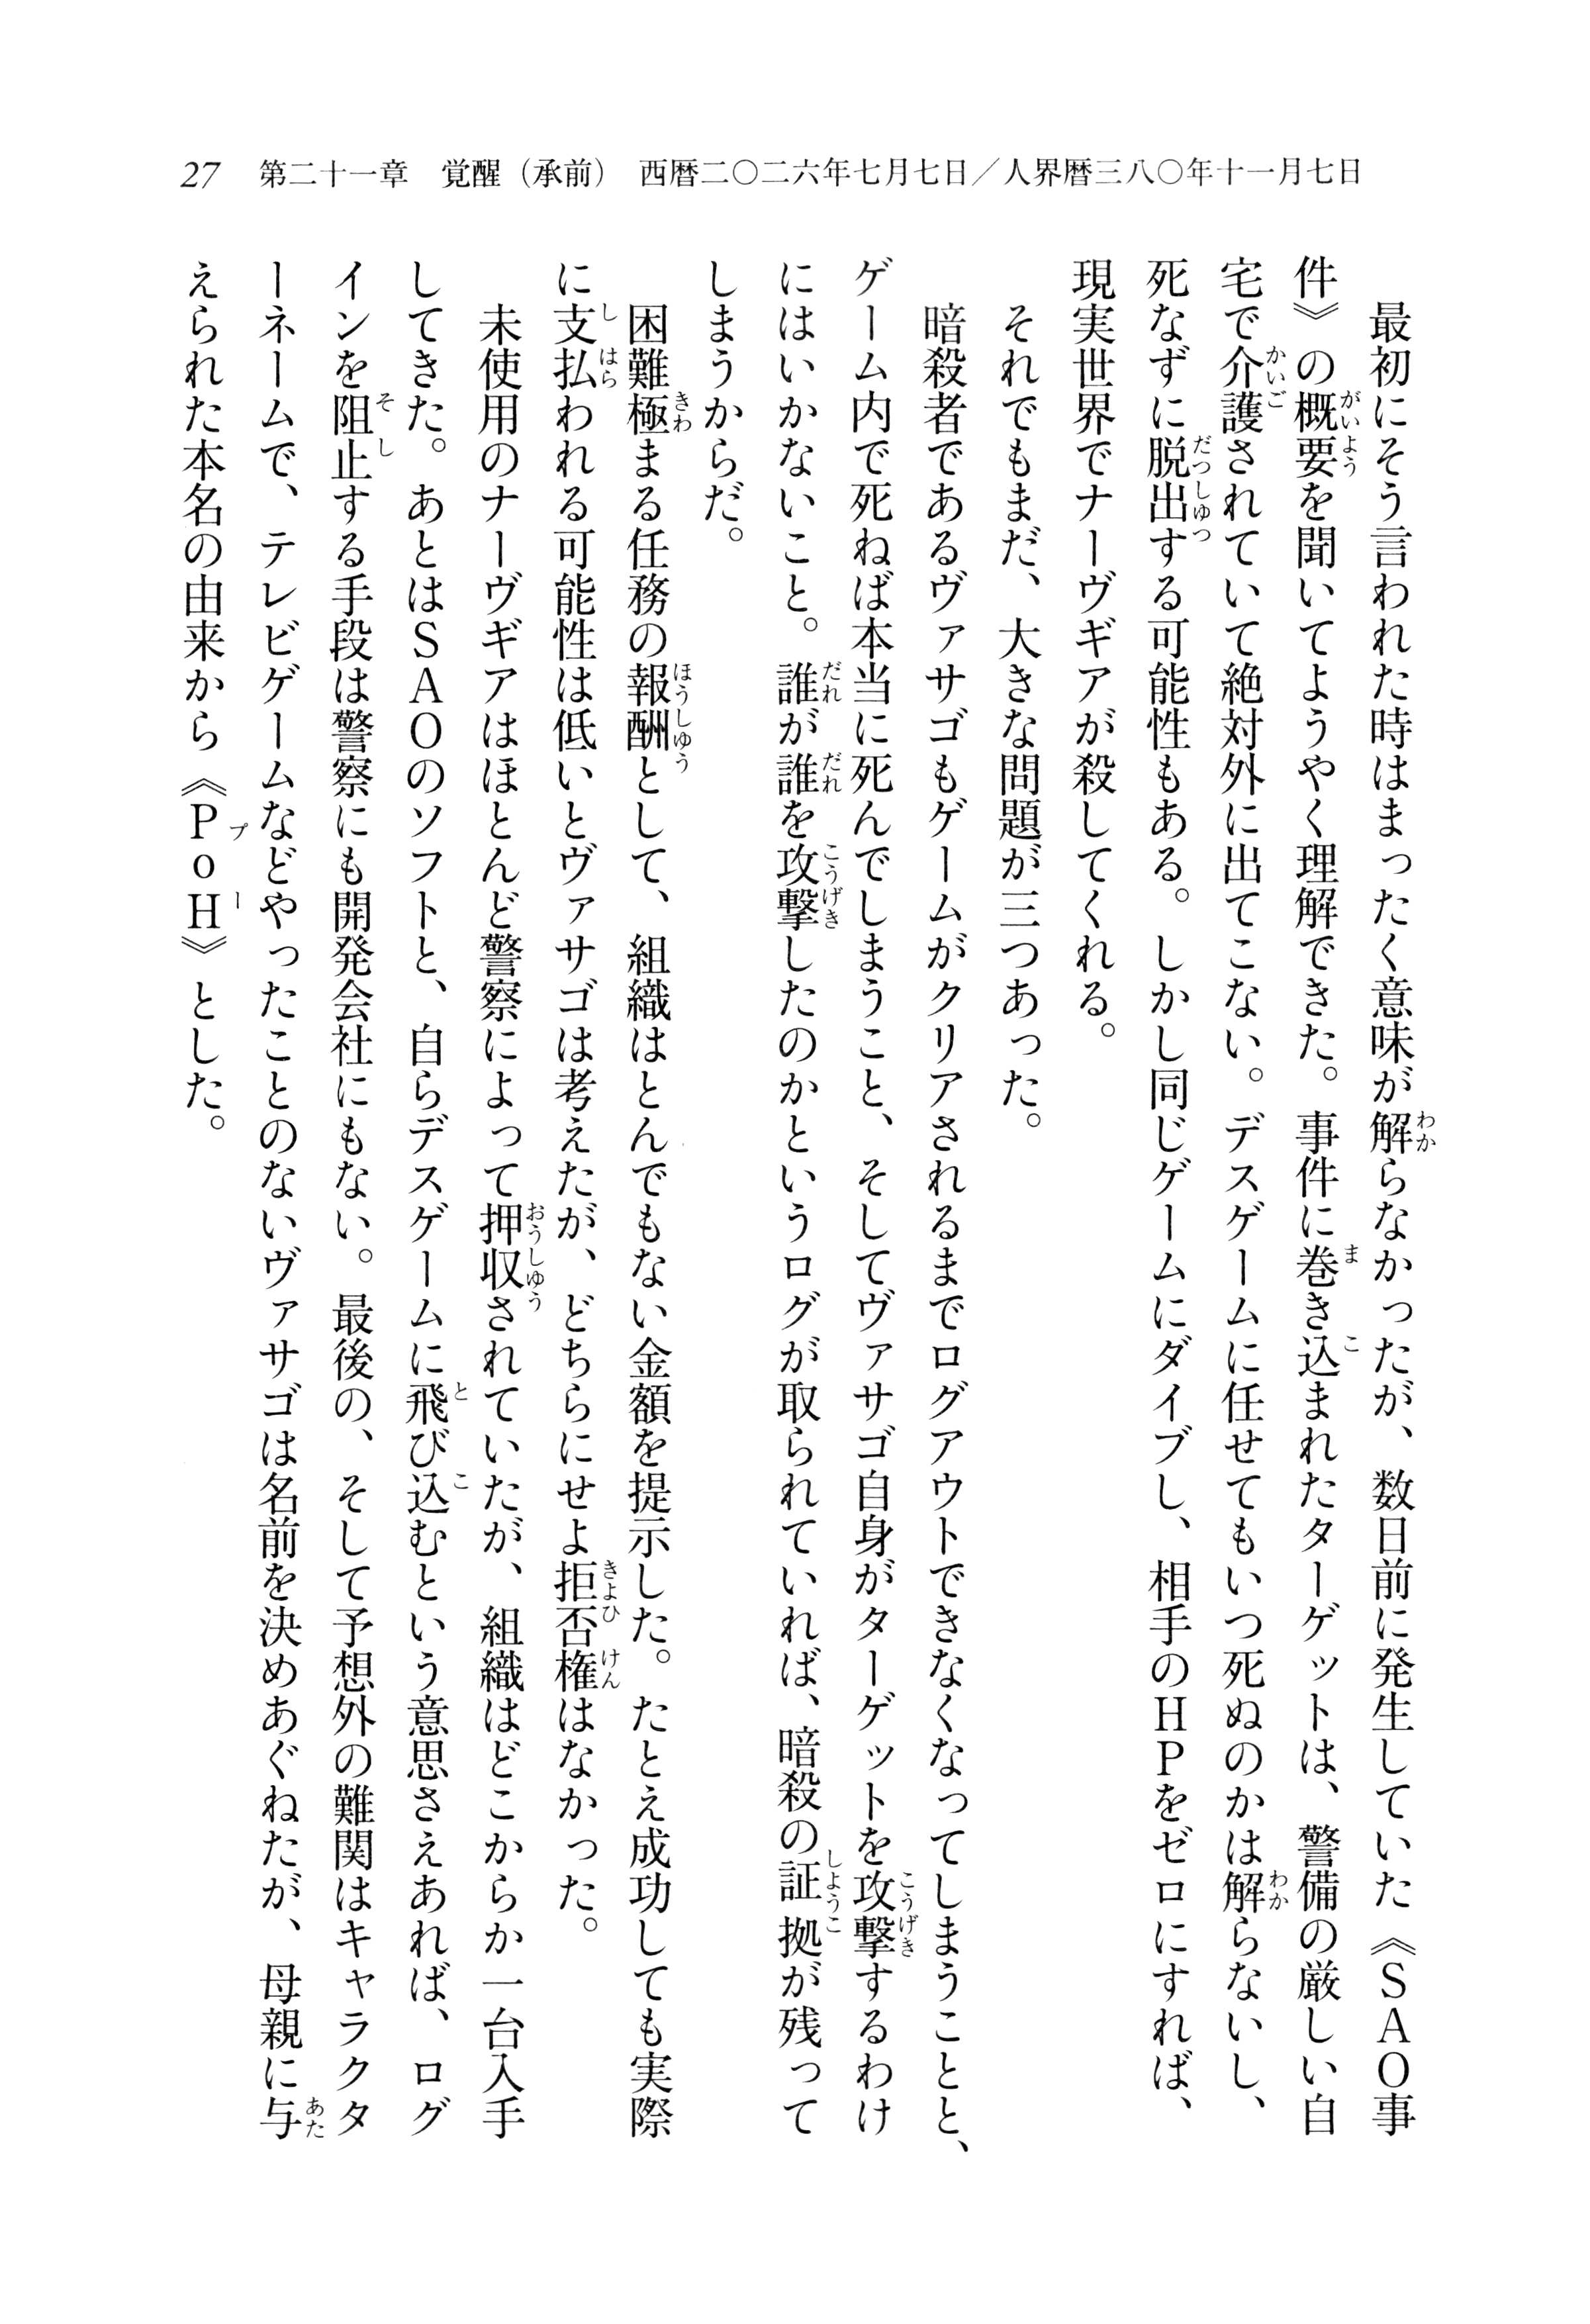 27 第二十一章 覚醒（承前） 西暦二〇二六年七月七日／人界暦三八〇年十一月七日
最初にそう言われた時はまったく意味が解らなかったが、数日前に発生していた《ＳＡＯ事
件》の概要を聞いてようやく理解できた。事件に巻き込まれたターゲットは、警備の厳しい自
宅で介護されていて絶対外に出てこない。デスゲームに任せてもいつ死ぬのかは解らないし、
死なずに脱出する可能性もある。しかし同じゲームにダイブし、相手のＨＰをゼロにすれば、
現実世界でナーヴギアが殺してくれる。
それでもまだ、大きな問題が三つあった。
暗殺者であるヴァサゴもゲームがクリアされるまでログアウトできなくなってしまうことと、
ゲーム内で死ねば本当に死んでしまうこと、そしてヴァサゴ自身がターゲットを攻撃するわけ
にはいかないこと。誰が誰を攻撃したのかというログが取られていれば、暗殺の証拠が残って
しまうからだ。
困難極まる任務の報酬として、組織はとんでもない金額を提示した。たとえ成功しても実際
に支払われる可能性は低いとヴァサゴは考えたが、どちらにせよ拒否権はなかった。
未使用のナーヴギアはほとんど警察によって押収されていたが、組織はどこからか一台入手
してきた。あとはＳＡＯのソフトと、自らデスゲームに飛び込むという意思さえあれば、ログ
インを阻止する手段は警察にも開発会社にもない。最後の、そして予想外の難関はキャラクタ
ーネームで、テレビゲームなどやったことのないヴァサゴは名前を決めあぐねたが、母親に与
えられた本名の由来から《ＰｏＨ》とした。